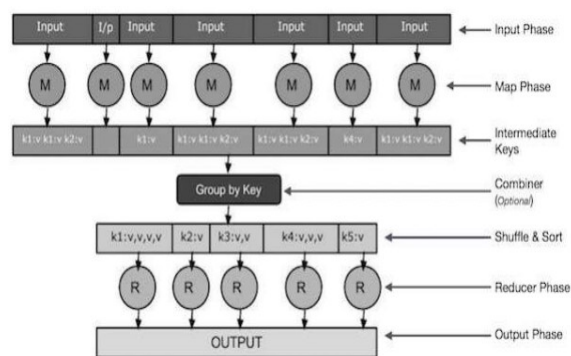 Input I/p Input Input Input Input Input
Input Phase
M M M M M M M
Map Phase
k1:v k1:v k2:v k1:v k1:v k1:v k2:v k1:v k1:v k2:v k4:v k1:v k1:v k2:v
Intermediate
Keys
Group by Key
Combiner
(Optional)
k1:v,v,v,v k2:v k3:v,v k4:v,v,v k5:v
Shuffle & Sort
R R R R R
Reducer Phase
OUTPUT
Output Phase